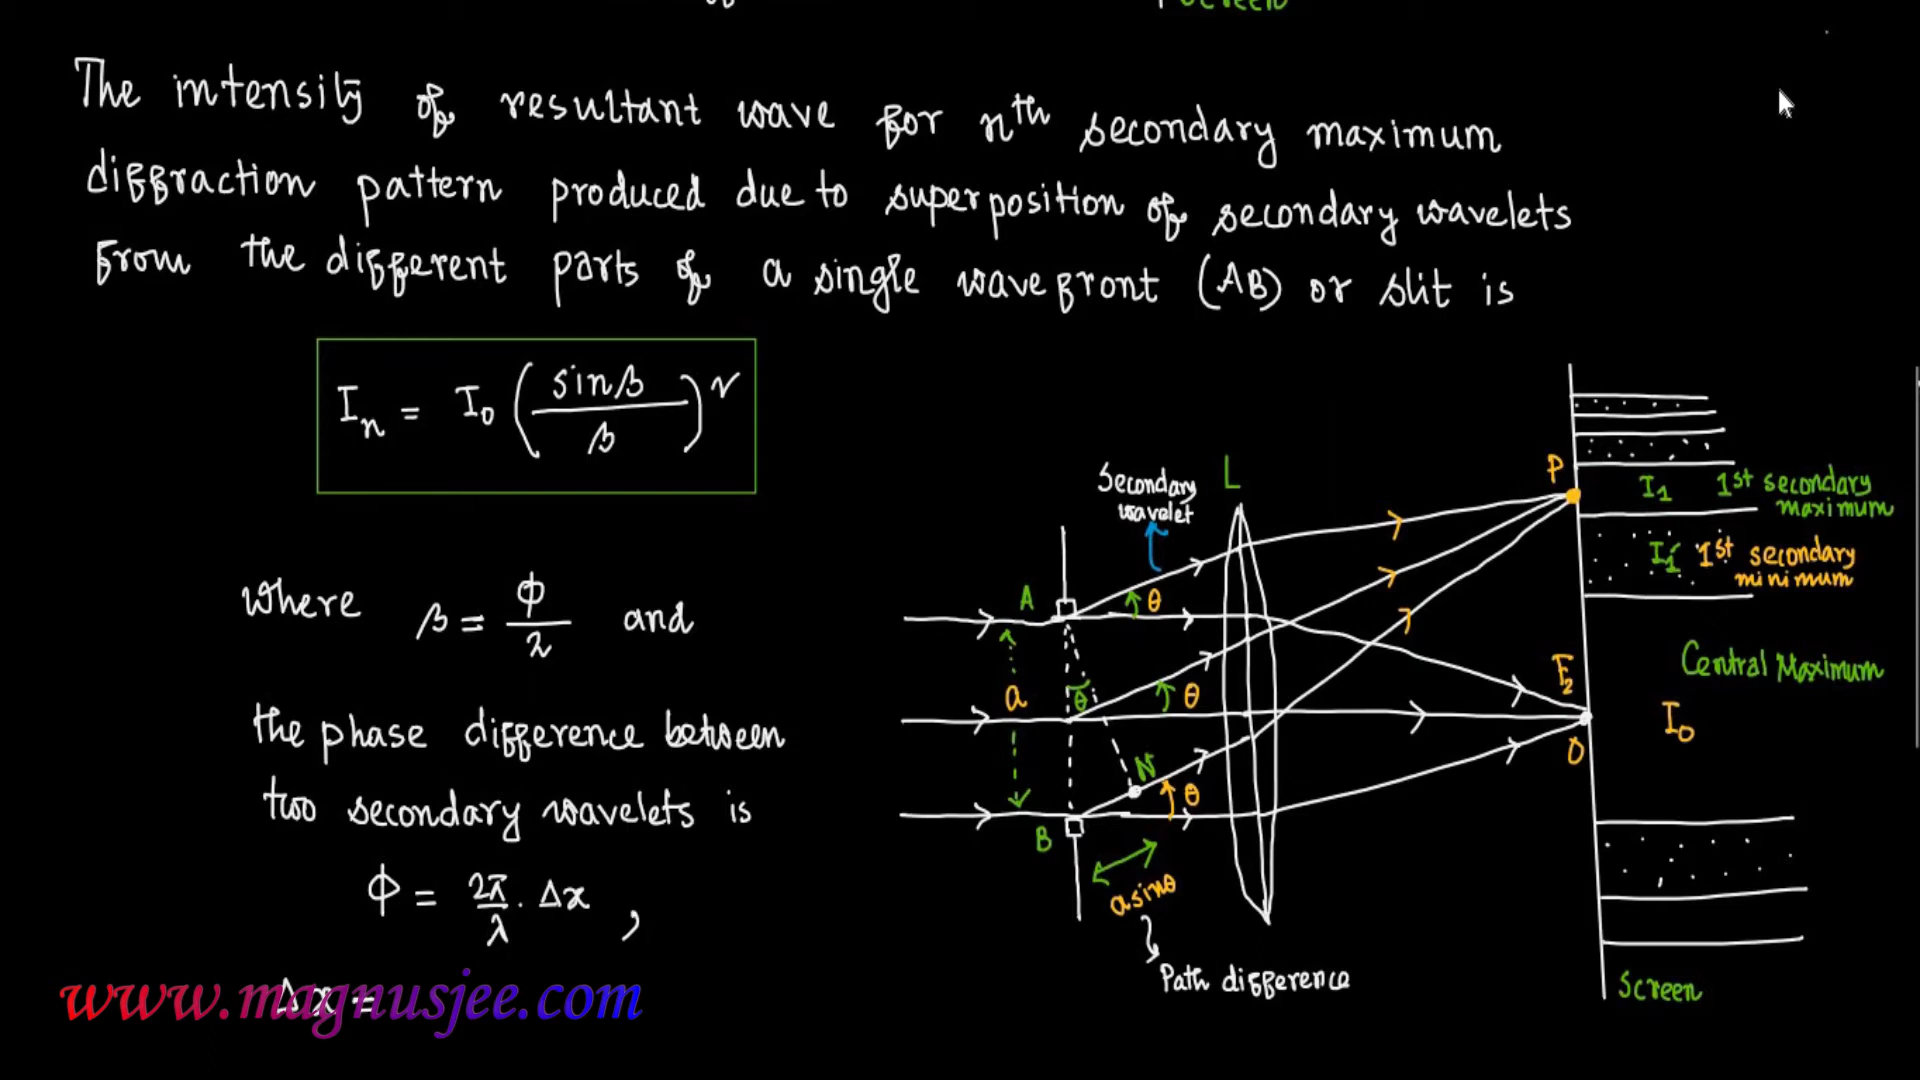 Screen
The intensity of resultant wave for nth secondary maximum
diffraction pattern produced due to superposition of secondary wavelets
from the different parts of a single wavefront (AB) or slit is
In = I0 (sinβ/β)²
where β = Φ/2 and
the phase difference between
two secondary wavelets is
Φ = 2π/λ . Δx ,
Δx =
www.magnusjee.com
Secondary
wavelet
L
P
I1 1st secondary
maximum
I1' 1st secondary
minimum
A
θ
a
θ
θ
F2
Central Maximum
I0
O
N
θ
B
asinθ
Path difference
Screen